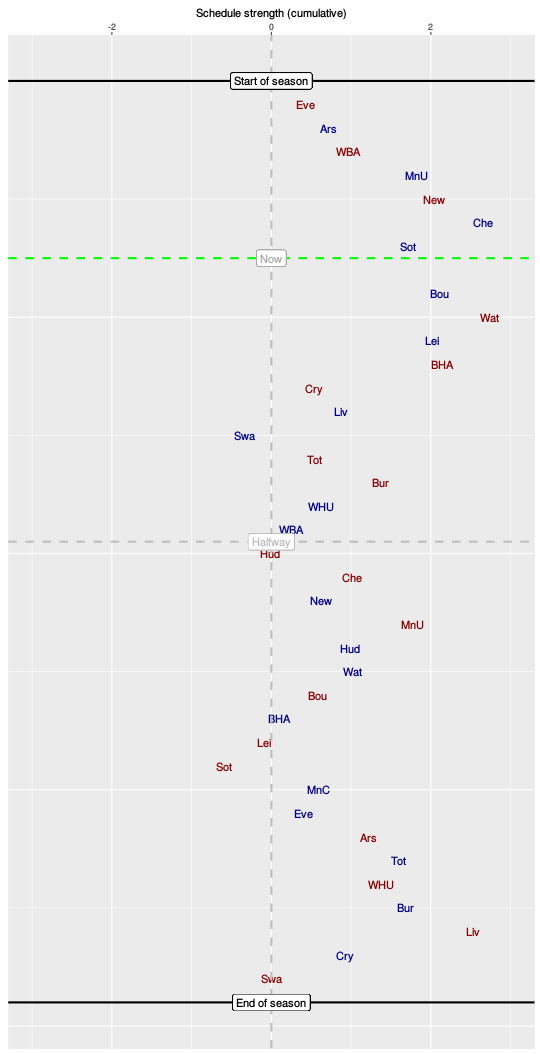 Schedule strength (cumulative)
-2 0 2
Start of season
Eve
Ars
WBA
MnU
New
Che
Sot
Now
Bou
Wat
Lei
BHA
Cry
Liv
Swa
Tot
Bur
WHU
WBA
Halfway
Hud
Che
New
MnU
Hud
Wat
Bou
BHA
Lei
Sot
MnC
Eve
Ars
Tot
WHU
Bur
Liv
Cry
Swa
End of season